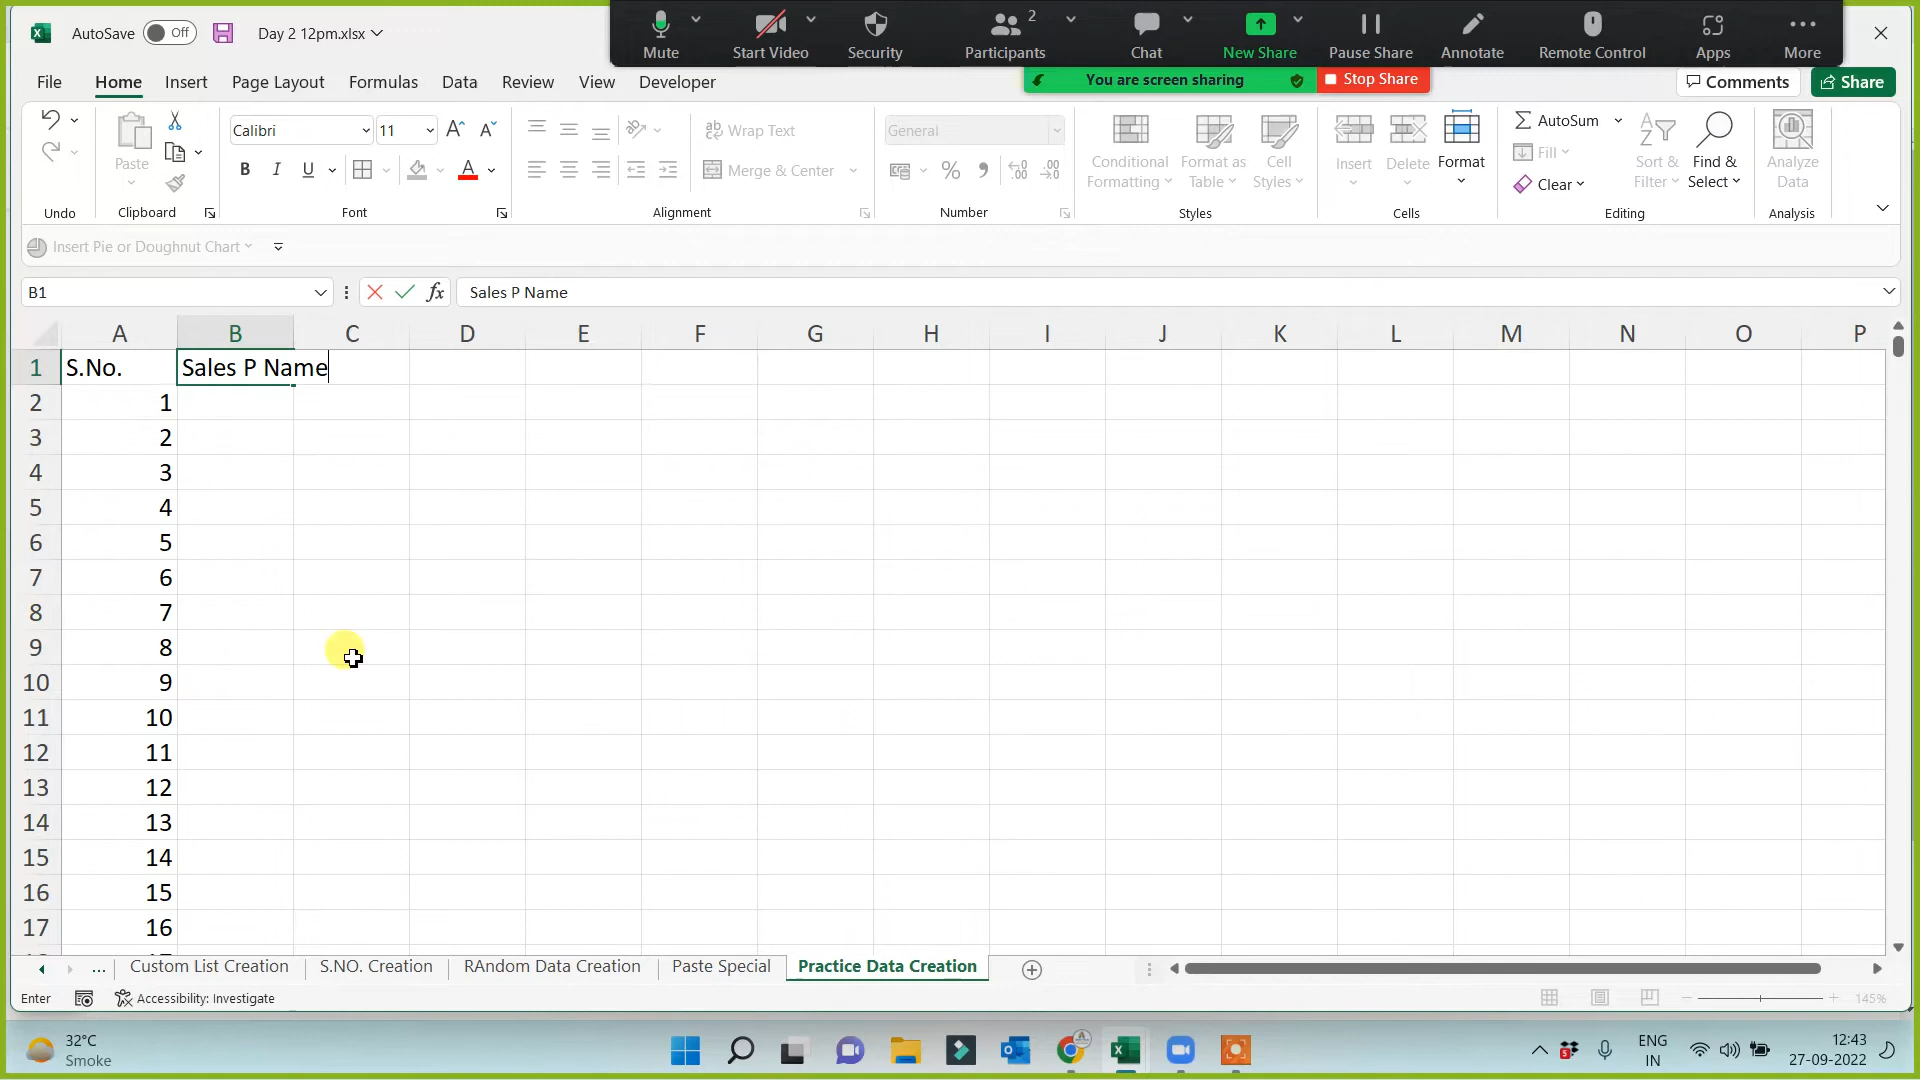 AutoSave Off Day 2 12pm.xlsx
Mute Start Video Security Participants 2 Chat New Share Pause Share Annotate Remote Control Apps More
You are screen sharing Stop Share
File Home Insert Page Layout Formulas Data Review View Developer Comments Share
Calibri 11 Wrap Text General AutoSum
Paste Merge & Center Conditional Formatting Format as Table Cell Styles Insert Delete Format Fill Clear Sort & Filter Find & Select Analyze Data
Undo Clipboard Font Alignment Number Styles Cells Editing Analysis
Insert Pie or Doughnut Chart
B1 fx Sales P Name
A B C D E F G H I J K L M N O P
1 S.No. Sales P Name
2 1
3 2
4 3
5 4
6 5
7 6
8 7
9 8
10 9
11 10
12 11
13 12
14 13
15 14
16 15
17 16
... Custom List Creation S.NO. Creation RAndom Data Creation Paste Special Practice Data Creation
Enter Accessibility: Investigate 145%
32°C
Smoke
ENG
IN
12:43
27-09-2022